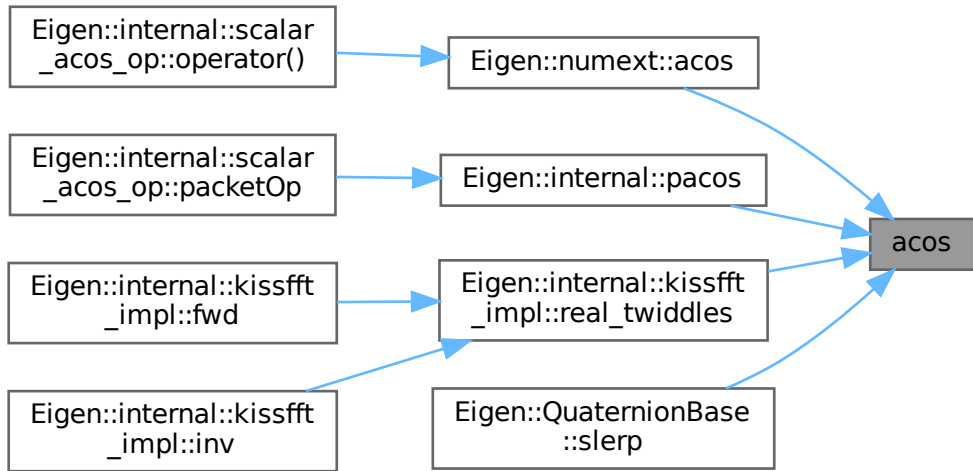 Eigen::internal::scalar
_acos_op::operator()
Eigen::numext::acos
Eigen::internal::scalar
_acos_op::packetOp
Eigen::internal::pacos
acos
Eigen::internal::kissfft
_impl::fwd
Eigen::internal::kissfft
_impl::real_twiddles
Eigen::internal::kissfft
_impl::inv
Eigen::QuaternionBase
::slerp